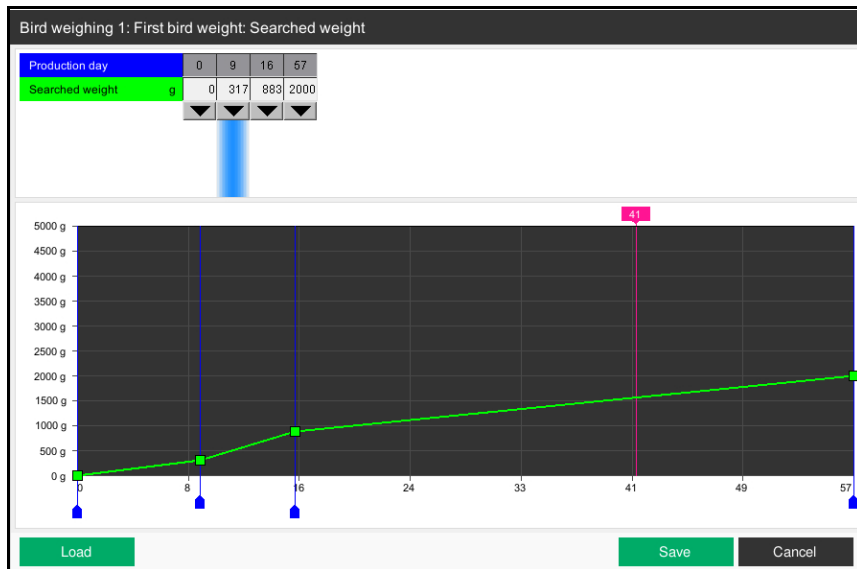 Bird weighing 1: First bird weight: Searched weight
Production day 0 9 16 57
Searched weight g 0 317 883 2000
41
5000 g
4500 g
4000 g
3500 g
3000 g
2500 g
2000 g
1500 g
1000 g
500 g
0 g
0 8 16 24 33 41 49 57
Load Save Cancel